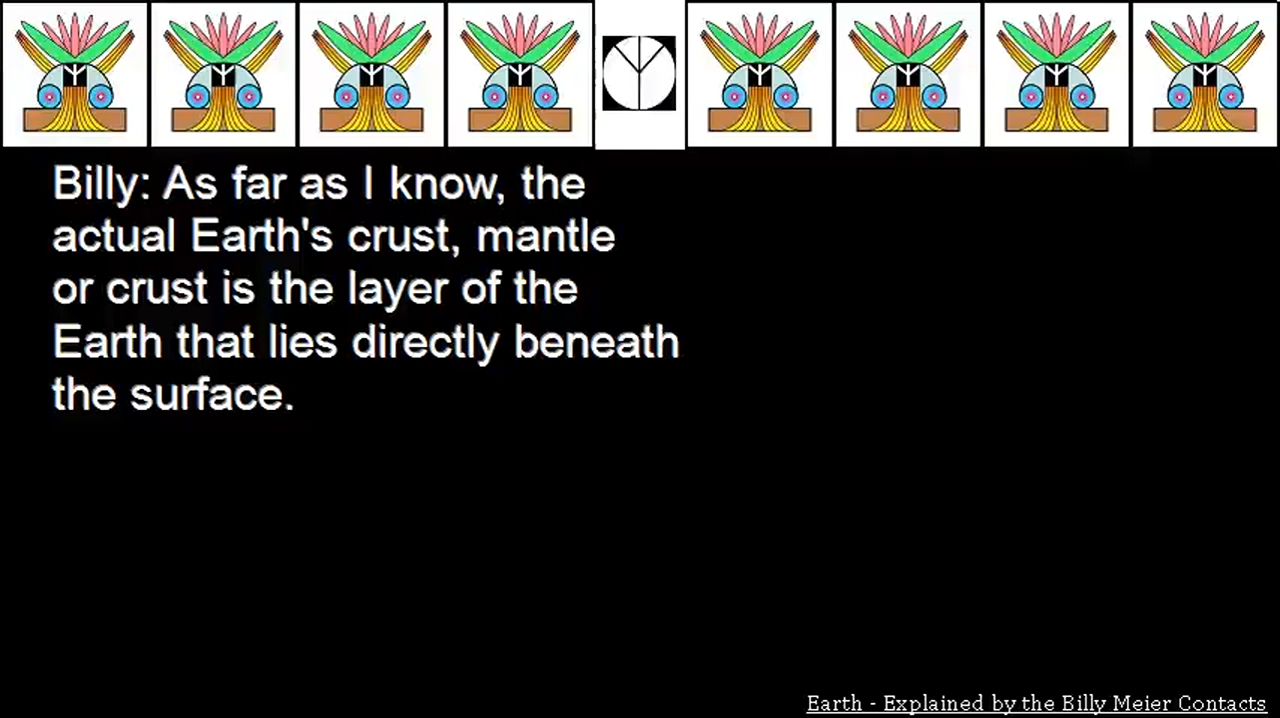 Billy: As far as I know, the
actual Earth's crust, mantle
or crust is the layer of the
Earth that lies directly beneath
the surface.
Earth - Explained by the Billy Meier Contacts